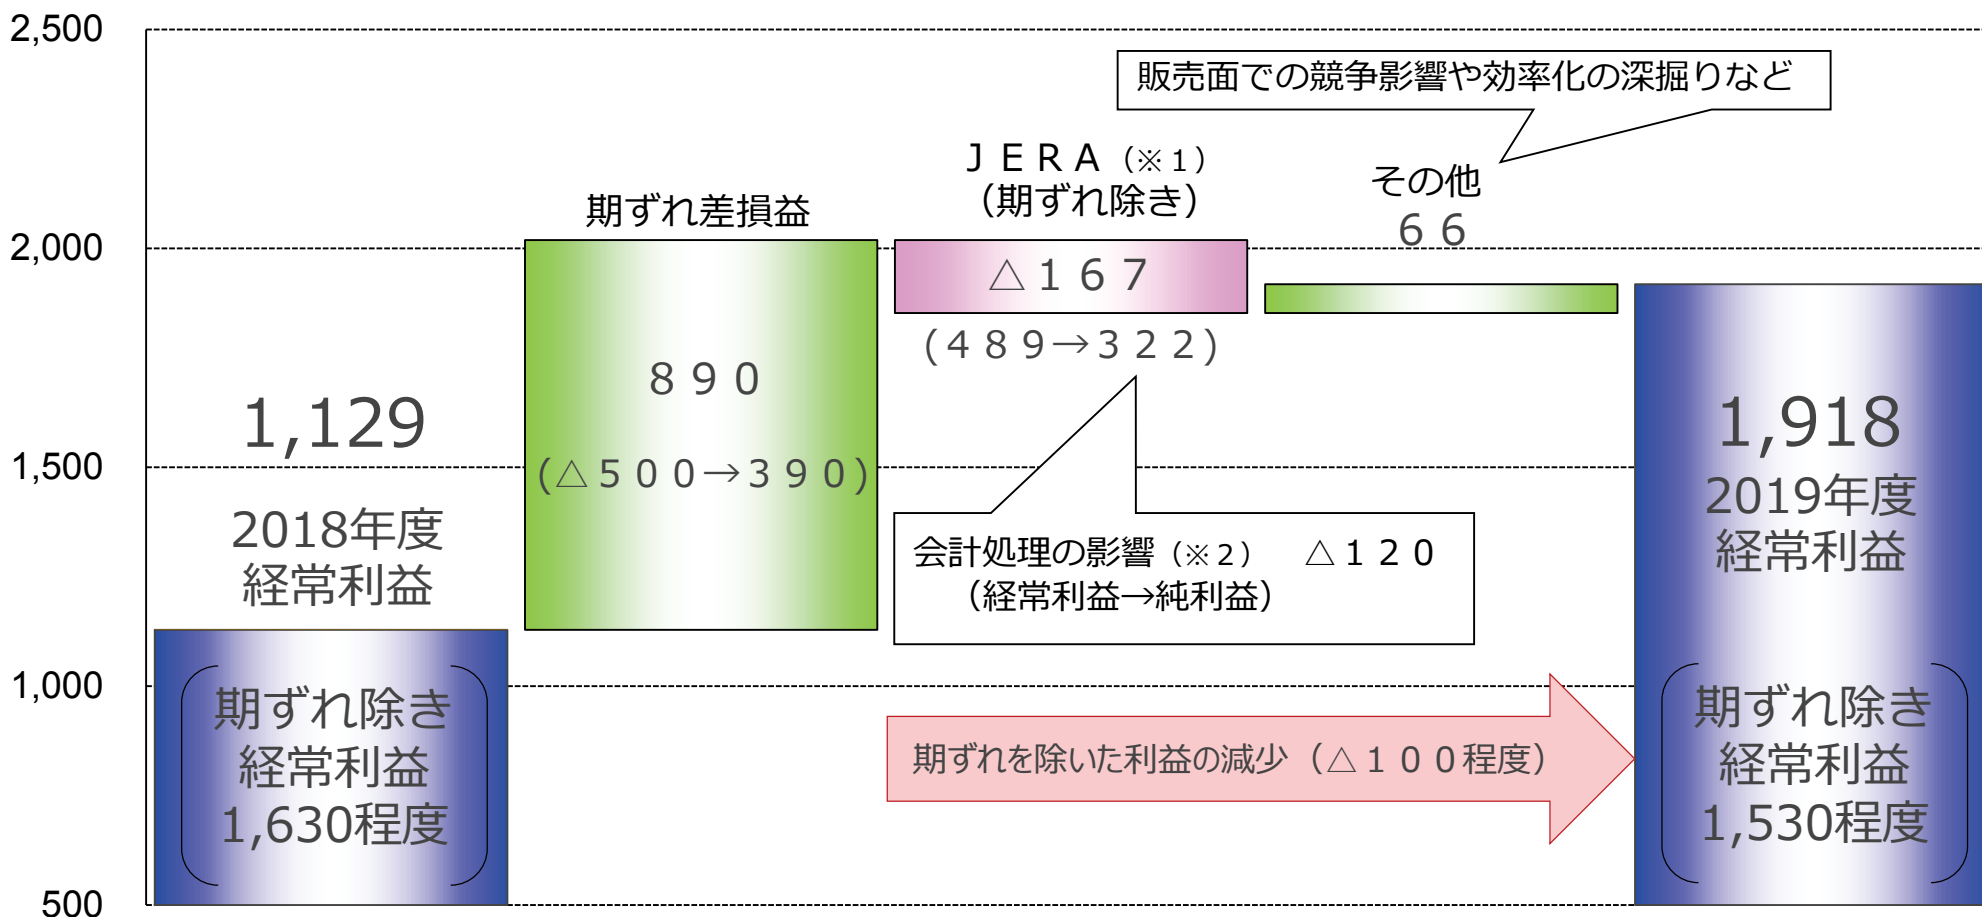 2,500
2,000
1,500
1,000
500
1,129
2018年度
経常利益
期ずれ除き
経常利益
1,630程度
期ずれ差損益
８９０
(△５００→３９０)
ＪＥＲＡ（※１）
（期ずれ除き）
△１６７
(４８９→３２２)
会計処理の影響（※２） △１２０
（経常利益→純利益）
販売面での競争影響や効率化の深掘りなど
その他
６６
期ずれを除いた利益の減少（△１００程度）
1,918
2019年度
経常利益
期ずれ除き
経常利益
1,530程度